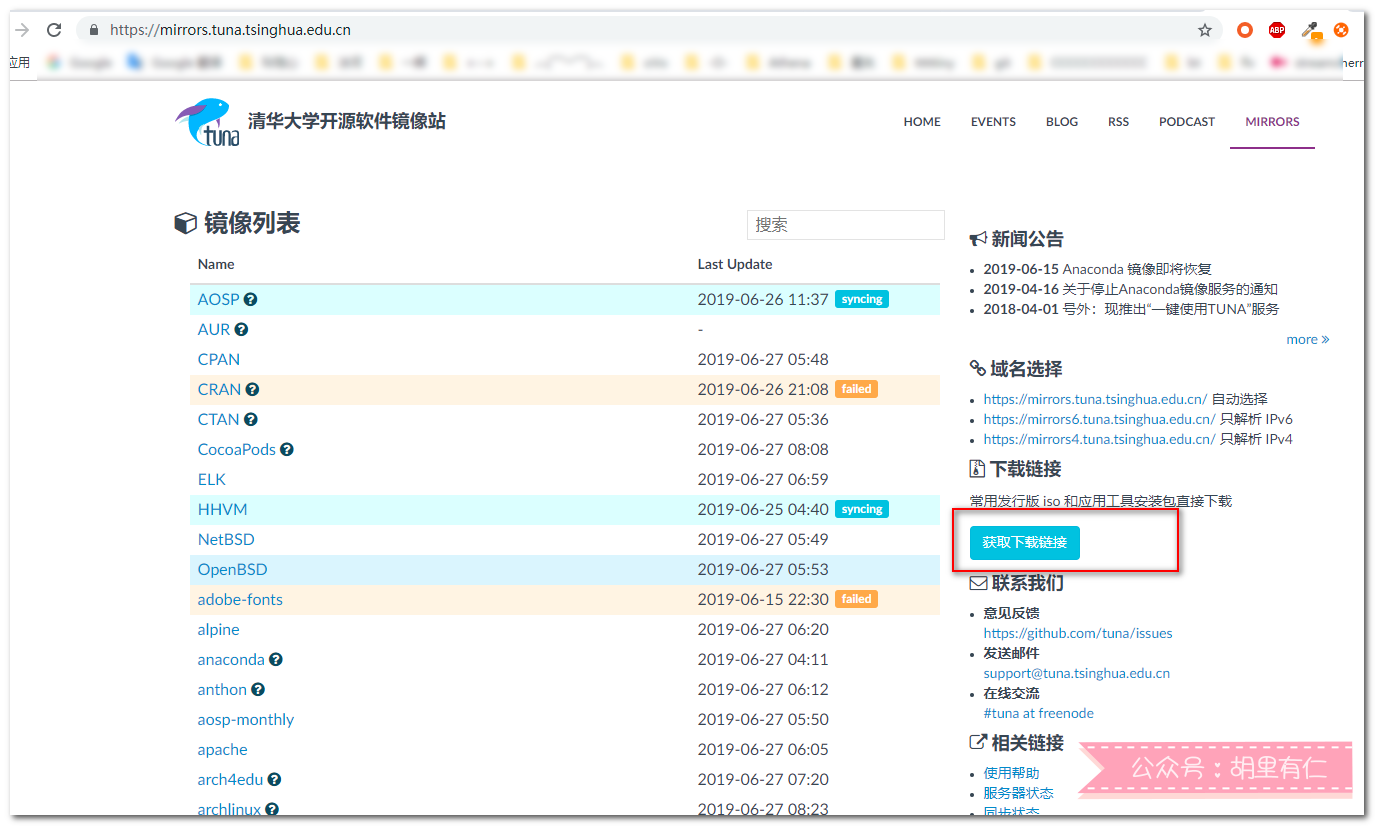 https://mirrors.tuna.tsinghua.edu.cn
ABP
应用
tuna 清华大学开源软件镜像站
HOME EVENTS BLOG RSS PODCAST MIRRORS
镜像列表
搜索
Name Last Update
AOSP 2019-06-26 11:37 syncing
AUR -
CPAN 2019-06-27 05:48
CRAN 2019-06-26 21:08 failed
CTAN 2019-06-27 05:36
CocoaPods 2019-06-27 08:08
ELK 2019-06-27 06:59
HHVM 2019-06-25 04:40 syncing
NetBSD 2019-06-27 05:49
OpenBSD 2019-06-27 05:53
adobe-fonts 2019-06-15 22:30 failed
alpine 2019-06-27 06:20
anaconda 2019-06-27 04:11
anthon 2019-06-27 06:12
aosp-monthly 2019-06-27 05:50
apache 2019-06-27 06:05
arch4edu 2019-06-27 07:20
archlinux 2019-06-27 08:23
新闻公告
2019-06-15 Anaconda 镜像即将恢复
2019-04-16 关于停止Anaconda镜像服务的通知
2018-04-01 号外：现推出“一键使用TUNA”服务
more »
域名选择
https://mirrors.tuna.tsinghua.edu.cn/ 自动选择
https://mirrors6.tuna.tsinghua.edu.cn/ 只解析 IPv6
https://mirrors4.tuna.tsinghua.edu.cn/ 只解析 IPv4
下载链接
常用发行版 iso 和应用工具安装包直接下载
获取下载链接
联系我们
意见反馈
https://github.com/tuna/issues
发送邮件
support@tuna.tsinghua.edu.cn
在线交流
#tuna at freenode
相关链接
使用帮助
服务器状态
同步状态
公众号：胡里有仁